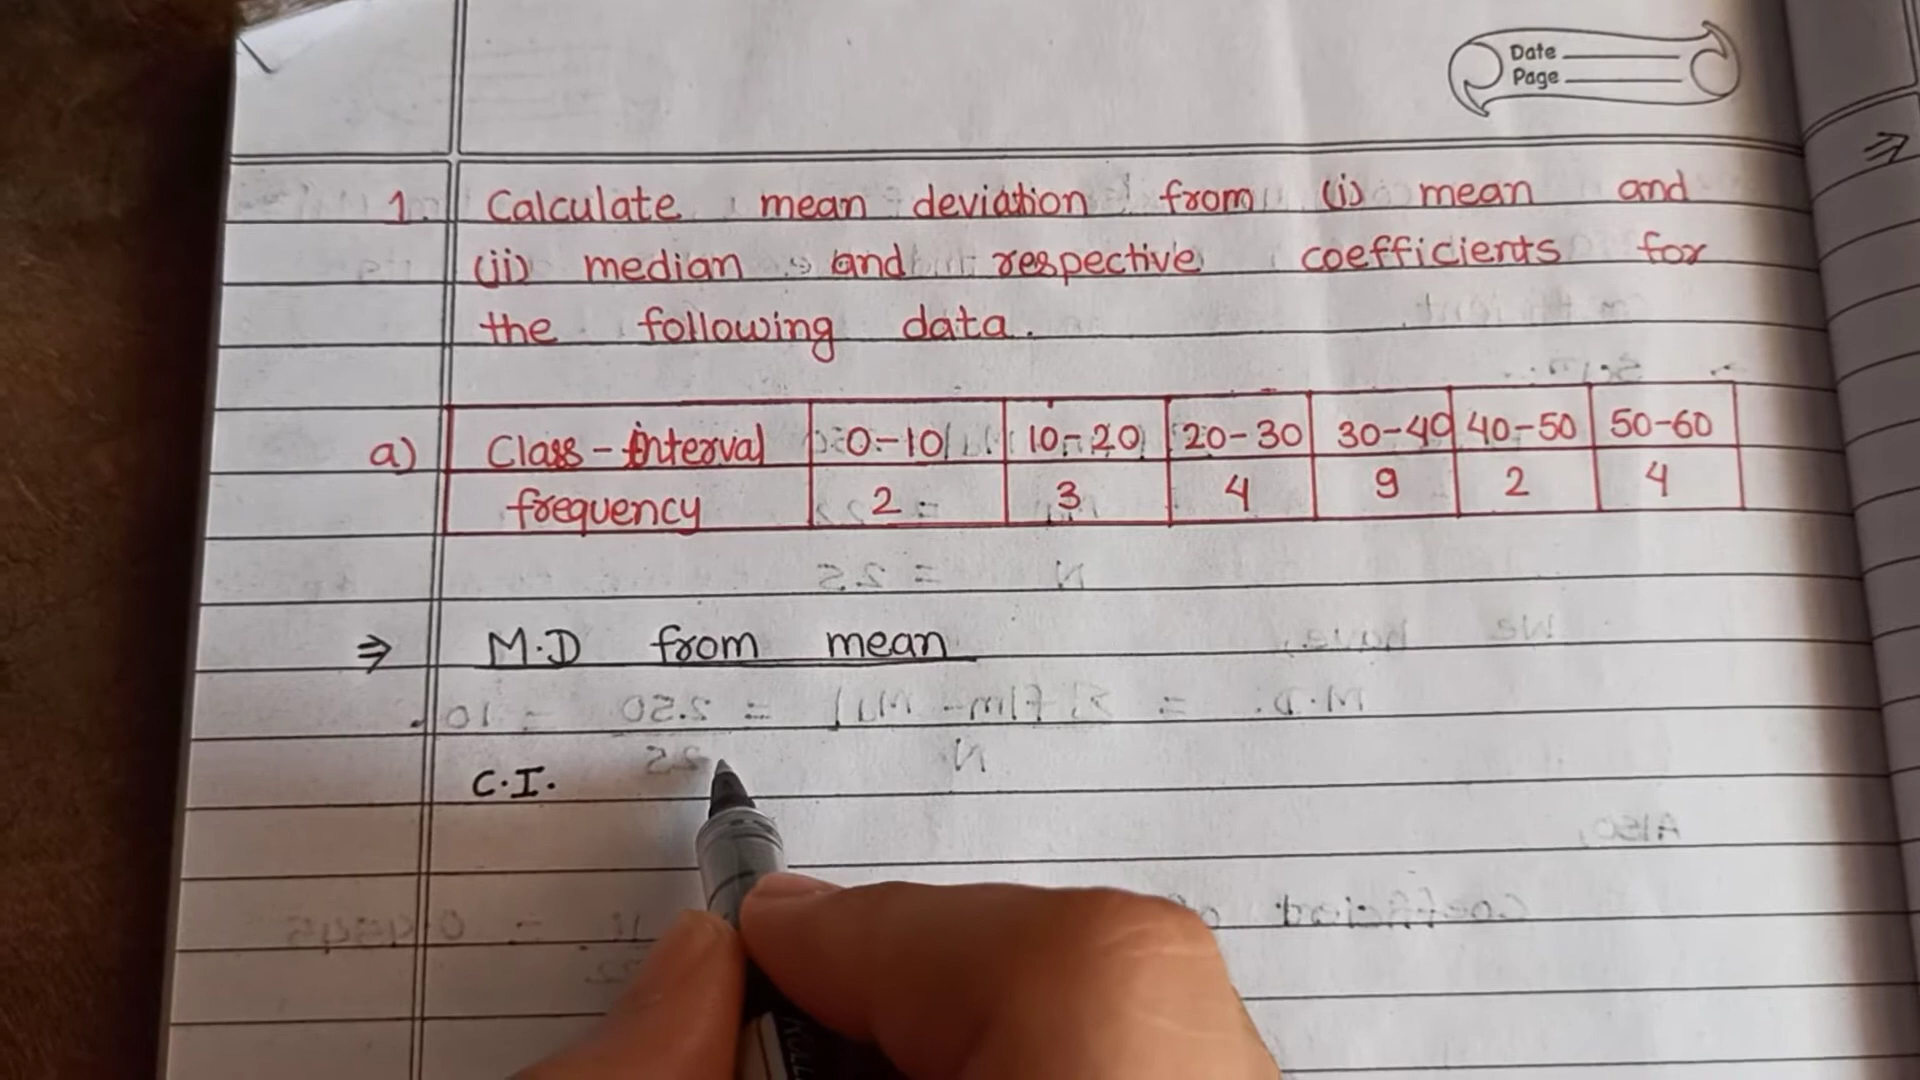 Date
Page
1. Calculate mean deviation from (i) mean and
(ii) median and respective coefficients for
the following data.
a) Class-interval 0-10 10-20 20-30 30-40 40-50 50-60
frequency 2 3 4 9 2 4
⇒ M.D from mean
C.I.